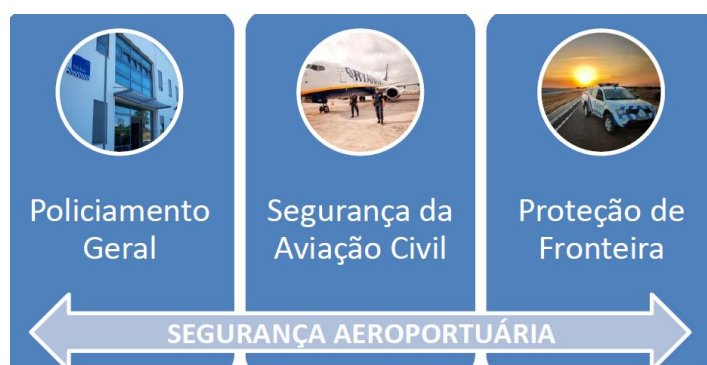 Policiamento
Geral
Segurança da
Aviação Civil
Proteção de
Fronteira
SEGURANÇA AEROPORTUÁRIA